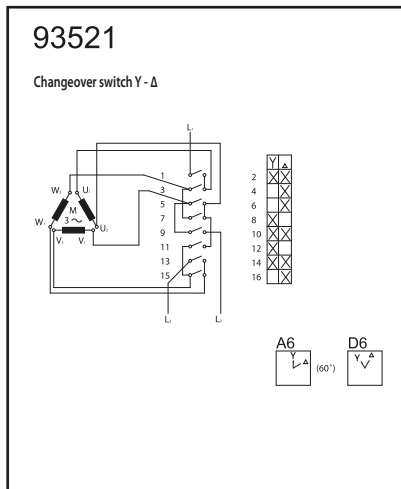 93521
Changeover switch Y - Δ
L₁
W₂ U₁
M
3 ~
W₁ U₂
V₂ V₁
1
3
5
7
9
11
13
15
L₃ L₂
Y Δ
2 X X
4 X
6 X
8 X
10 X X
12 X
14 X X
16 X
A6
Y Δ
(60°)
D6
Y Δ